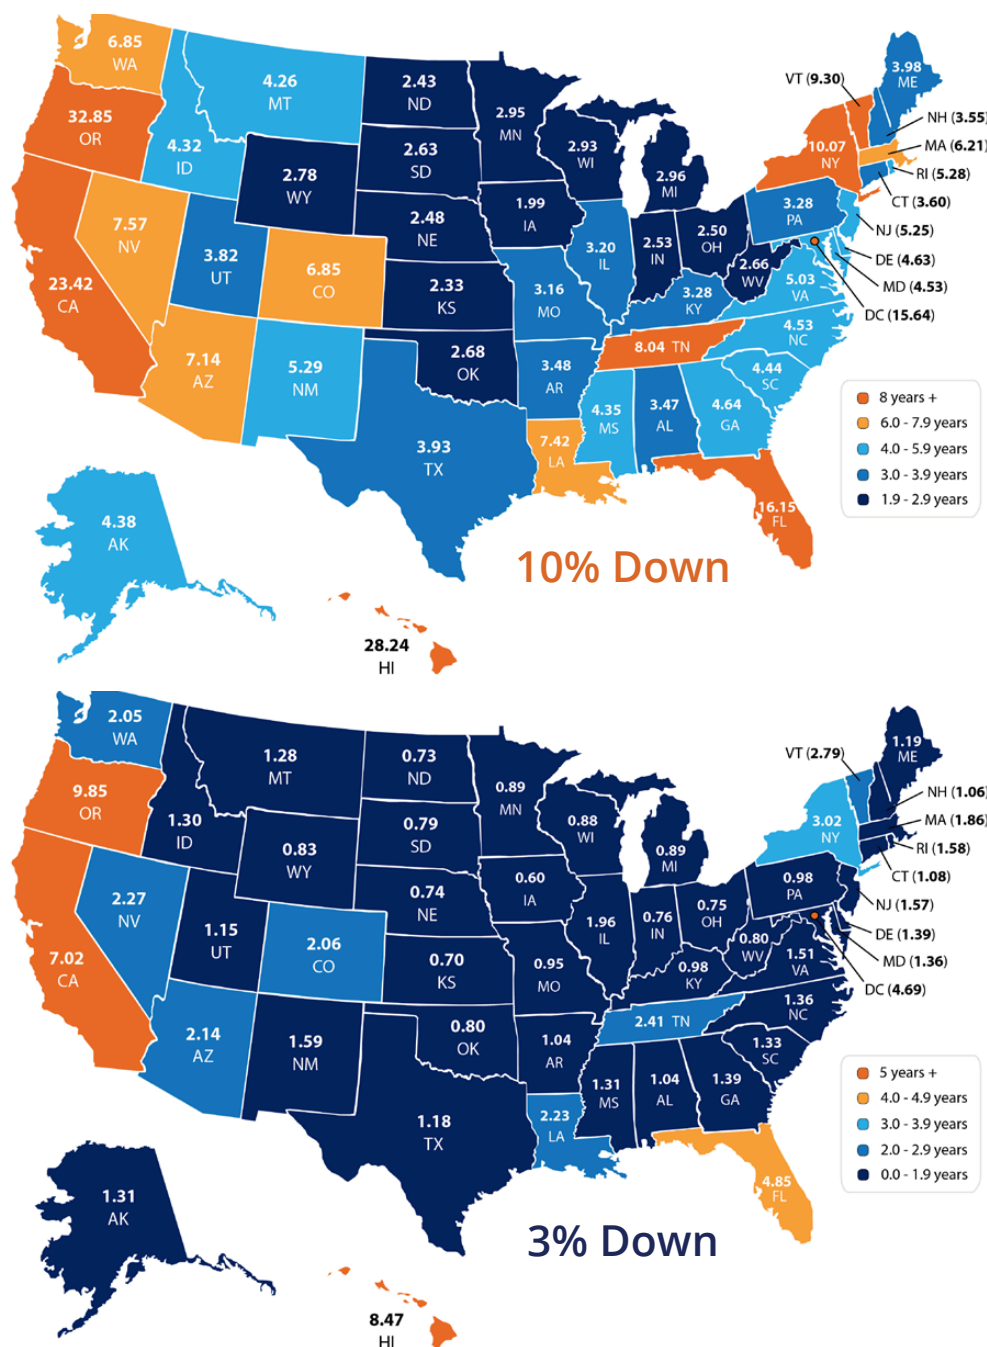 6.85
WA
32.85
OR
23.42
CA
7.57
NV
4.32
ID
4.26
MT
2.78
WY
3.82
UT
6.85
CO
7.14
AZ
5.29
NM
2.43
ND
2.63
SD
2.48
NE
2.33
KS
2.68
OK
3.93
TX
2.95
MN
1.99
IA
3.16
MO
3.48
AR
7.42
LA
2.93
WI
3.20
IL
2.96
MI
2.53
IN
2.50
OH
3.28
KY
8.04 TN
4.35
MS
3.47
AL
4.64
GA
16.15
FL
4.44
SC
4.53
NC
5.03
VA
2.66
WV
3.28
PA
10.07
NY
3.98
ME
VT (9.30)
NH (3.55)
MA (6.21)
RI (5.28)
CT (3.60)
NJ (5.25)
DE (4.63)
MD (4.53)
DC (15.64)
4.38
AK
28.24
HI
8 years +
6.0 - 7.9 years
4.0 - 5.9 years
3.0 - 3.9 years
1.9 - 2.9 years
10% Down
2.05
WA
9.85
OR
7.02
CA
2.27
NV
1.30
ID
1.28
MT
0.83
WY
1.15
UT
2.06
CO
2.14
AZ
1.59
NM
0.73
ND
0.79
SD
0.74
NE
0.70
KS
0.80
OK
1.18
TX
0.89
MN
0.60
IA
0.95
MO
1.04
AR
2.23
LA
0.88
WI
1.96
IL
0.89
MI
0.76
IN
0.75
OH
0.98
KY
2.41 TN
1.31
MS
1.04
AL
1.39
GA
4.85
FL
1.33
SC
1.36
NC
1.51
VA
0.80
WV
0.98
PA
3.02
NY
1.19
ME
VT (2.79)
NH (1.06)
MA (1.86)
RI (1.58)
CT (1.08)
NJ (1.57)
DE (1.39)
MD (1.36)
DC (4.69)
1.31
AK
8.47
HI
5 years +
4.0 - 4.9 years
3.0 - 3.9 years
2.0 - 2.9 years
0.0 - 1.9 years
3% Down